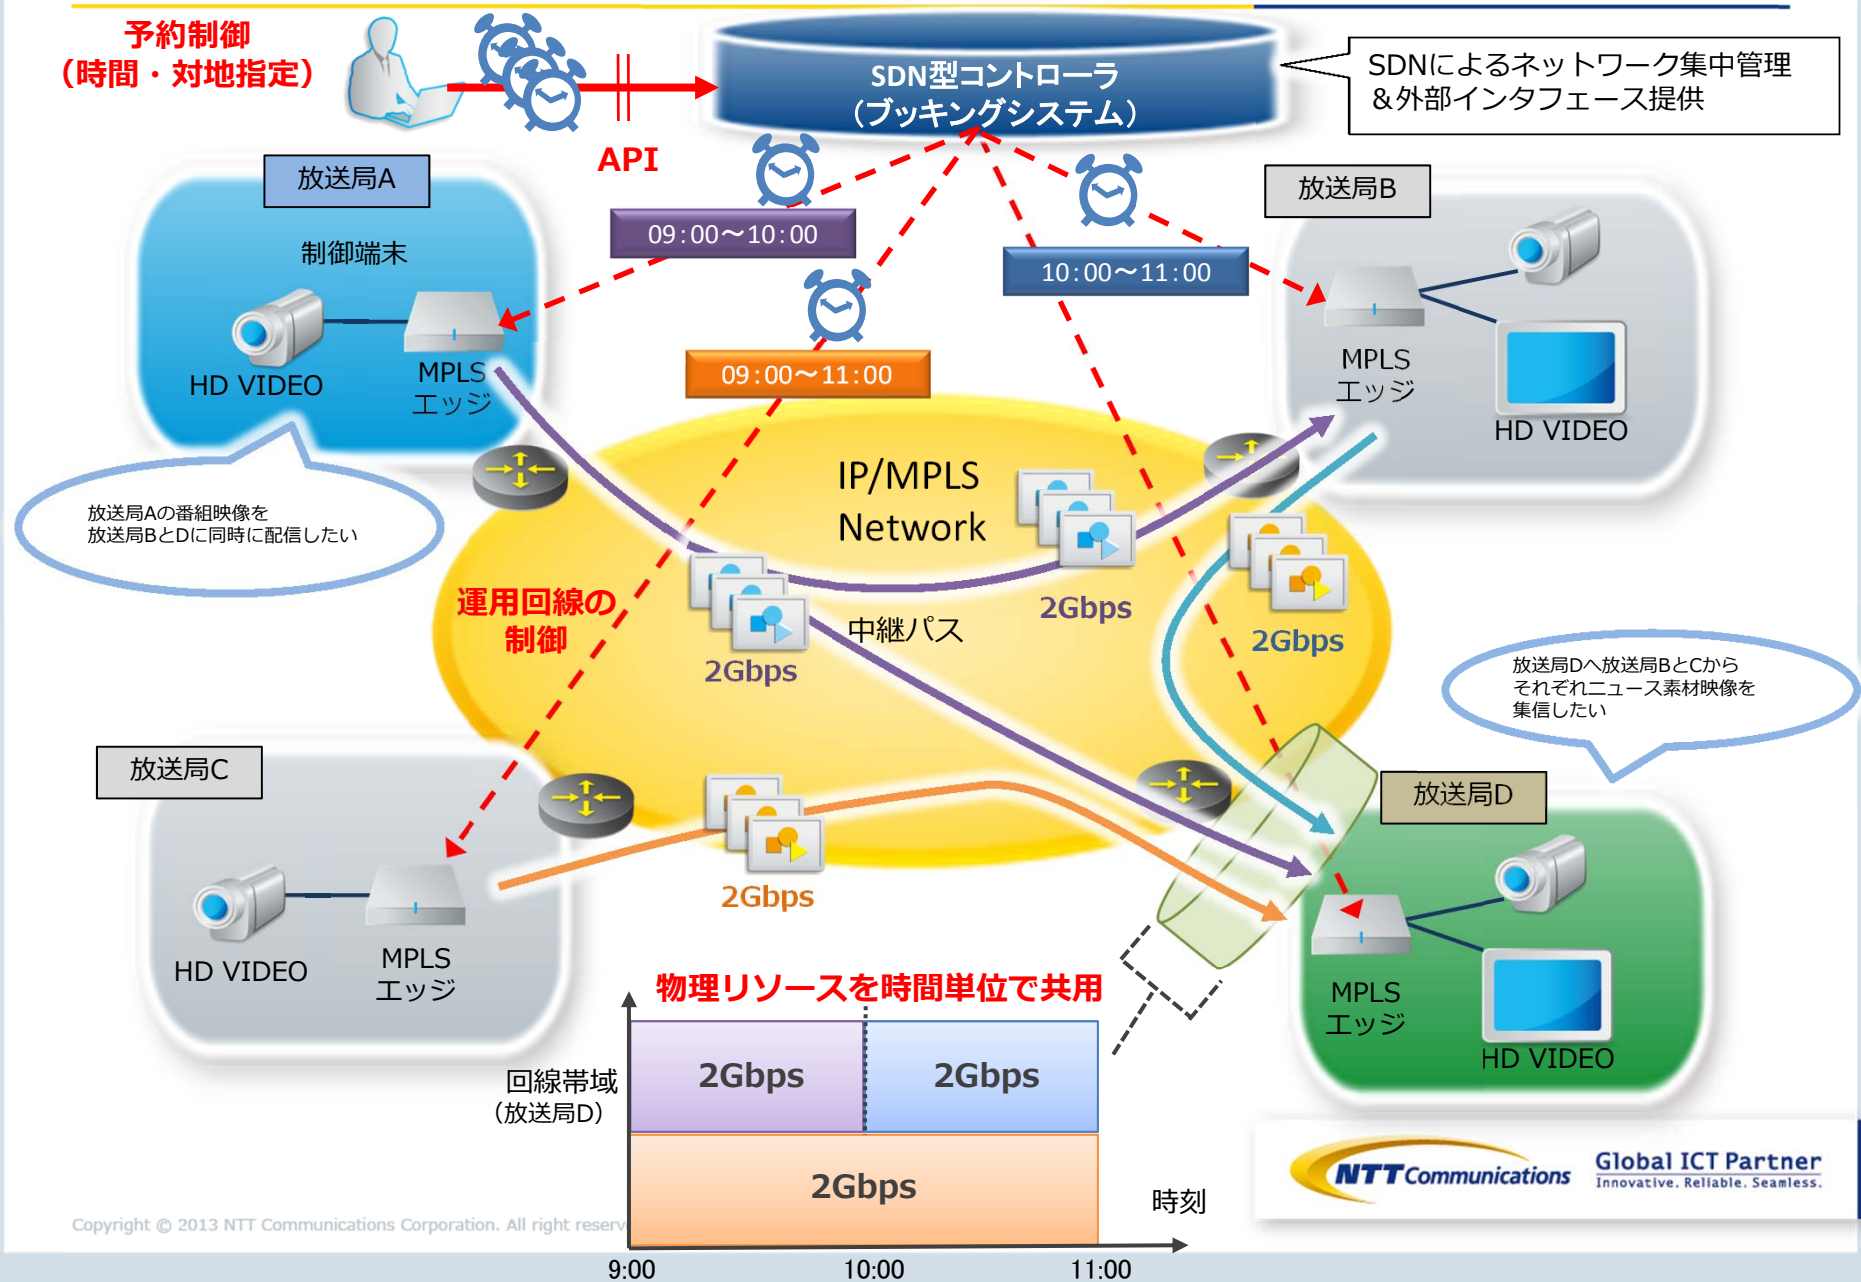 予約制御
（時間・対地指定）
SDN型コントローラ
（ブッキングシステム）
SDNによるネットワーク集中管理
＆外部インタフェース提供
API
放送局A
制御端末
HD VIDEO
MPLS
エッジ
09:00～10:00
10:00～11:00
09:00～11:00
放送局B
MPLS
エッジ
HD VIDEO
放送局Aの番組映像を
放送局BとDに同時に配信したい
IP/MPLS
Network
運用回線の
制御
2Gbps
中継パス
2Gbps
2Gbps
放送局Dへ放送局BとCから
それぞれニュース素材映像を
集信したい
放送局C
HD VIDEO
MPLS
エッジ
2Gbps
放送局D
MPLS
エッジ
HD VIDEO
物理リソースを時間単位で共用
回線帯域
（放送局D）
2Gbps
2Gbps
2Gbps
時刻
9:00
10:00
11:00
NTT Communications
Global ICT Partner
Innovative. Reliable. Seamless.
Copyright © 2013 NTT Communications Corporation. All right reserv